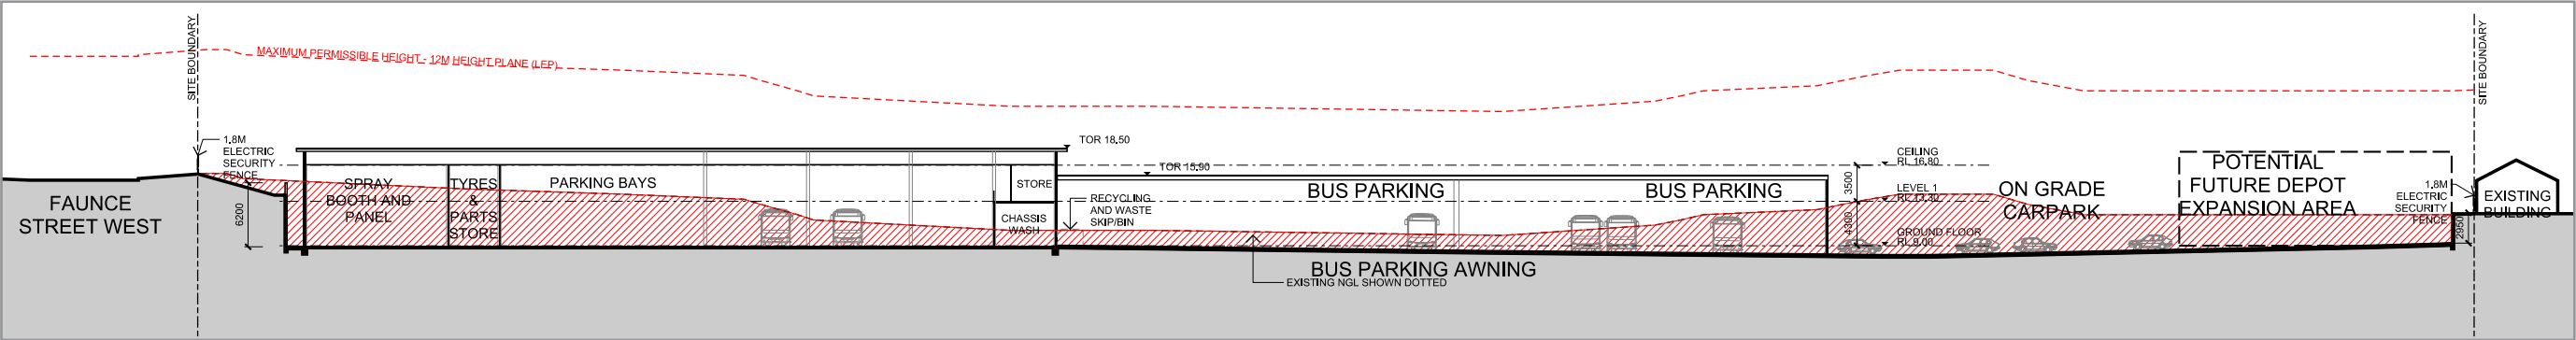 SITE BOUNDARY
MAXIMUM PERMISSIBLE HEIGHT - 12M HEIGHT PLANE (LEP)
SITE BOUNDARY
1.8M
ELECTRIC
SECURITY
FENCE
FAUNCE
STREET WEST
6200
SPRAY
BOOTH AND
PANEL
TYRES
&
PARTS
STORE
PARKING BAYS
STORE
CHASSIS
WASH
TOR 18.50
TOR 15.90
RECYCLING
AND WASTE
SKIP/BIN
BUS PARKING
BUS PARKING
BUS PARKING AWNING
EXISTING NGL SHOWN DOTTED
3500
4300
CEILING
RL 16.80
LEVEL 1
RL 13.30
GROUND FLOOR
RL 9.00
ON GRADE
CARPARK
POTENTIAL
FUTURE DEPOT
EXPANSION AREA
1.8M
ELECTRIC
SECURITY
FENCE
2950
EXISTING
BUILDING